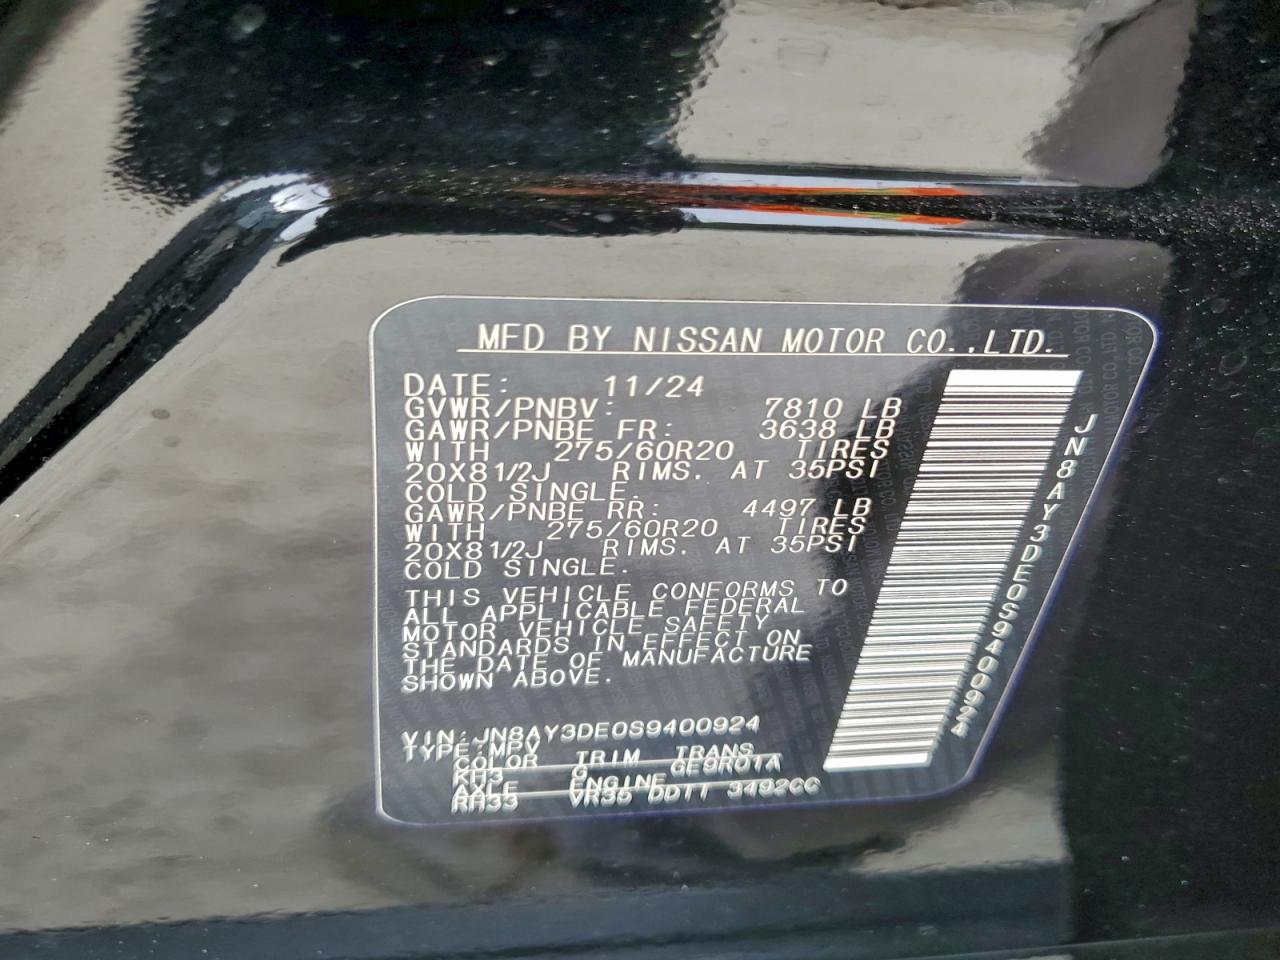 MFD BY NISSAN MOTOR CO.,LTD.
DATE: 11/24
GVWR/PNBV: 7810 LB
GAWR/PNBE FR: 3638 LB
WITH 275/60R20 TIRES
20X81/2J RIMS. AT 35PSI
COLD SINGLE.
GAWR/PNBE RR: 4497 LB
WITH 275/60R20 TIRES
20X81/2J RIMS. AT 35PSI
COLD SINGLE.
THIS VEHICLE CONFORMS TO
ALL APPLICABLE FEDERAL
MOTOR VEHICLE SAFETY
STANDARDS IN EFFECT ON
THE DATE OF MANUFACTURE
SHOWN ABOVE.
VIN:JN8AY3DE0S9400924
TYPE:MPV
COLOR TRIM TRANS
KH3 G GE9R01A
AXLE ENGINE
RH33 VR35 DDTT 3492CC
JN8AY3DE0S9400924